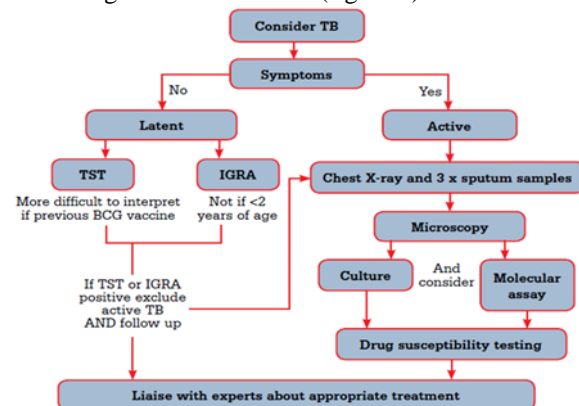 Consider TB
Symptoms
No
Yes
Latent
Active
TST
IGRA
Chest X-ray and 3 x sputum samples
More difficult to interpret
if previous BCG vaccine
Not if <2
years of age
Microscopy
Culture
And
consider
Molecular
assay
If TST or IGRA
positive exclude
active TB
AND follow up
Drug susceptibility testing
Liaise with experts about appropriate treatment